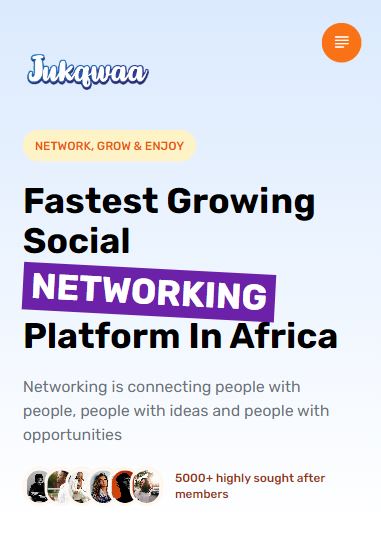 Jukqwaa
NETWORK, GROW & ENJOY
Fastest Growing
Social
NETWORKING
Platform In Africa
Networking is connecting people with
people, people with ideas and people with
opportunities
5000+ highly sought after
members